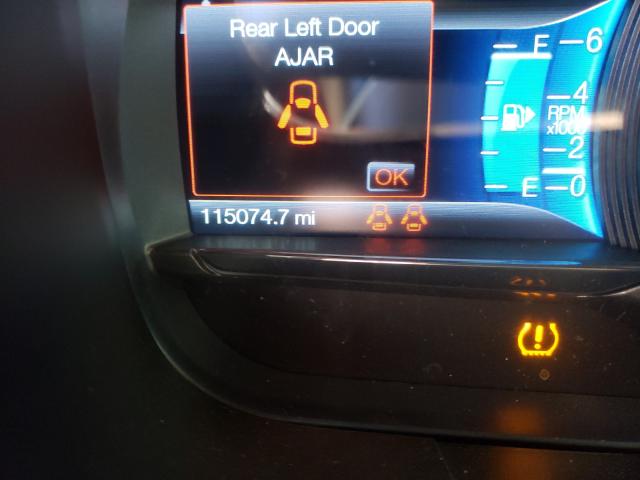 Rear Left Door
AJAR
OK
115074.7 mi
E
6
4
RPM
x1000
2
E
0